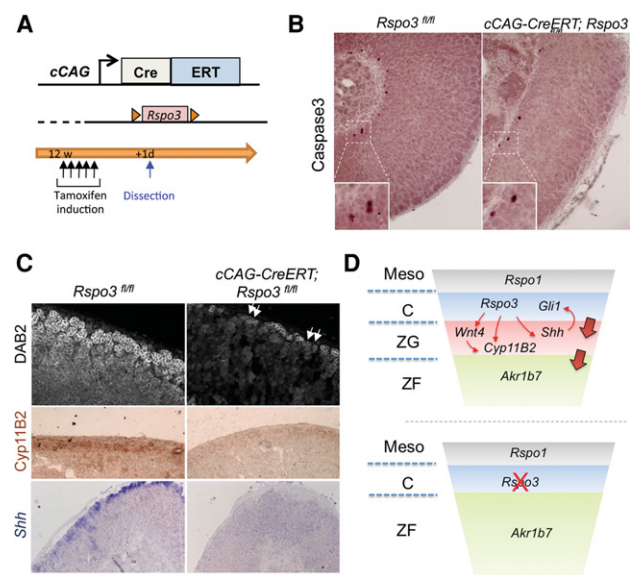 A
cCAG
Cre
ERT
Rspo3
12 w
+1d
Tamoxifen
induction
Dissection
B
Rspo3 fl/fl
cCAG-CreERT; Rspo3
Caspase3
C
Rspo3 fl/fl
cCAG-CreERT;
Rspo3 fl/fl
DAB2
Cyp11B2
Shh
D
Meso
Rspo1
C
Rspo3
Gli1
ZG
Wnt4
Shh
Cyp11B2
ZF
Akr1b7
Meso
Rspo1
C
Rspo3
ZF
Akr1b7